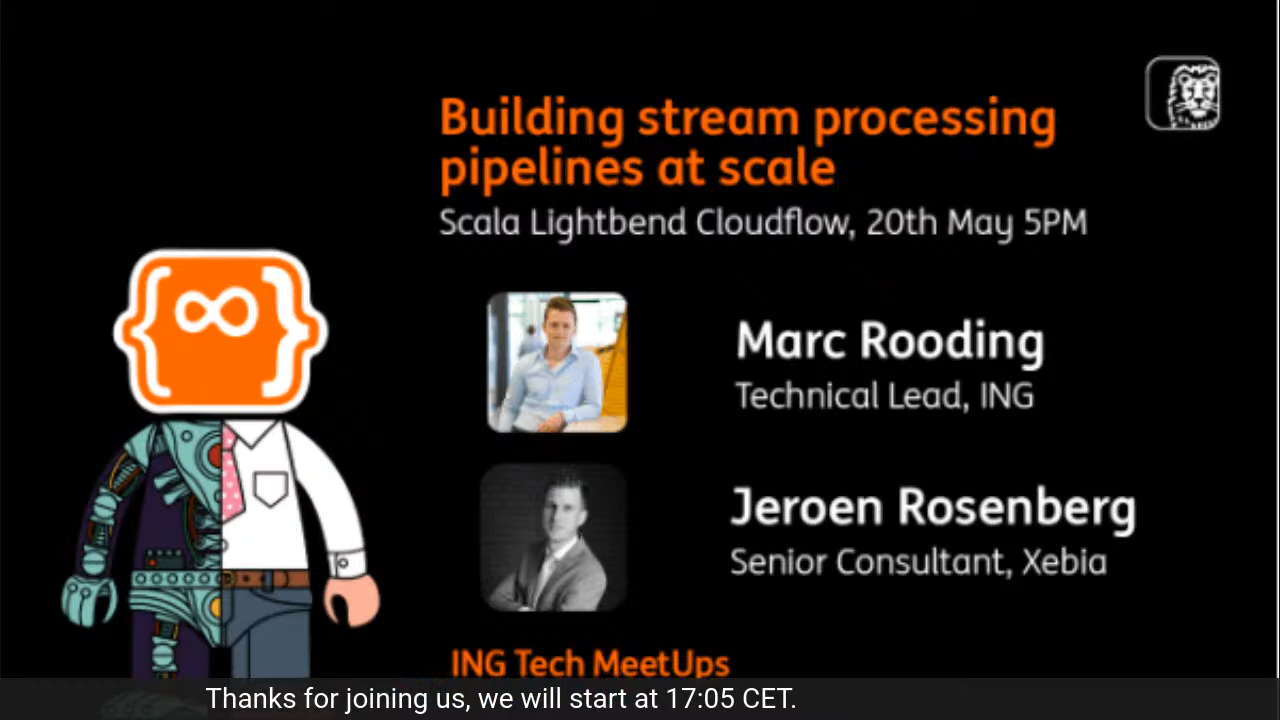 Building stream processing
pipelines at scale
Scala Lightbend Cloudflow, 20th May 5PM
Marc Rooding
Technical Lead, ING
Jeroen Rosenberg
Senior Consultant, Xebia
ING Tech MeetUps
Thanks for joining us, we will start at 17:05 CET.